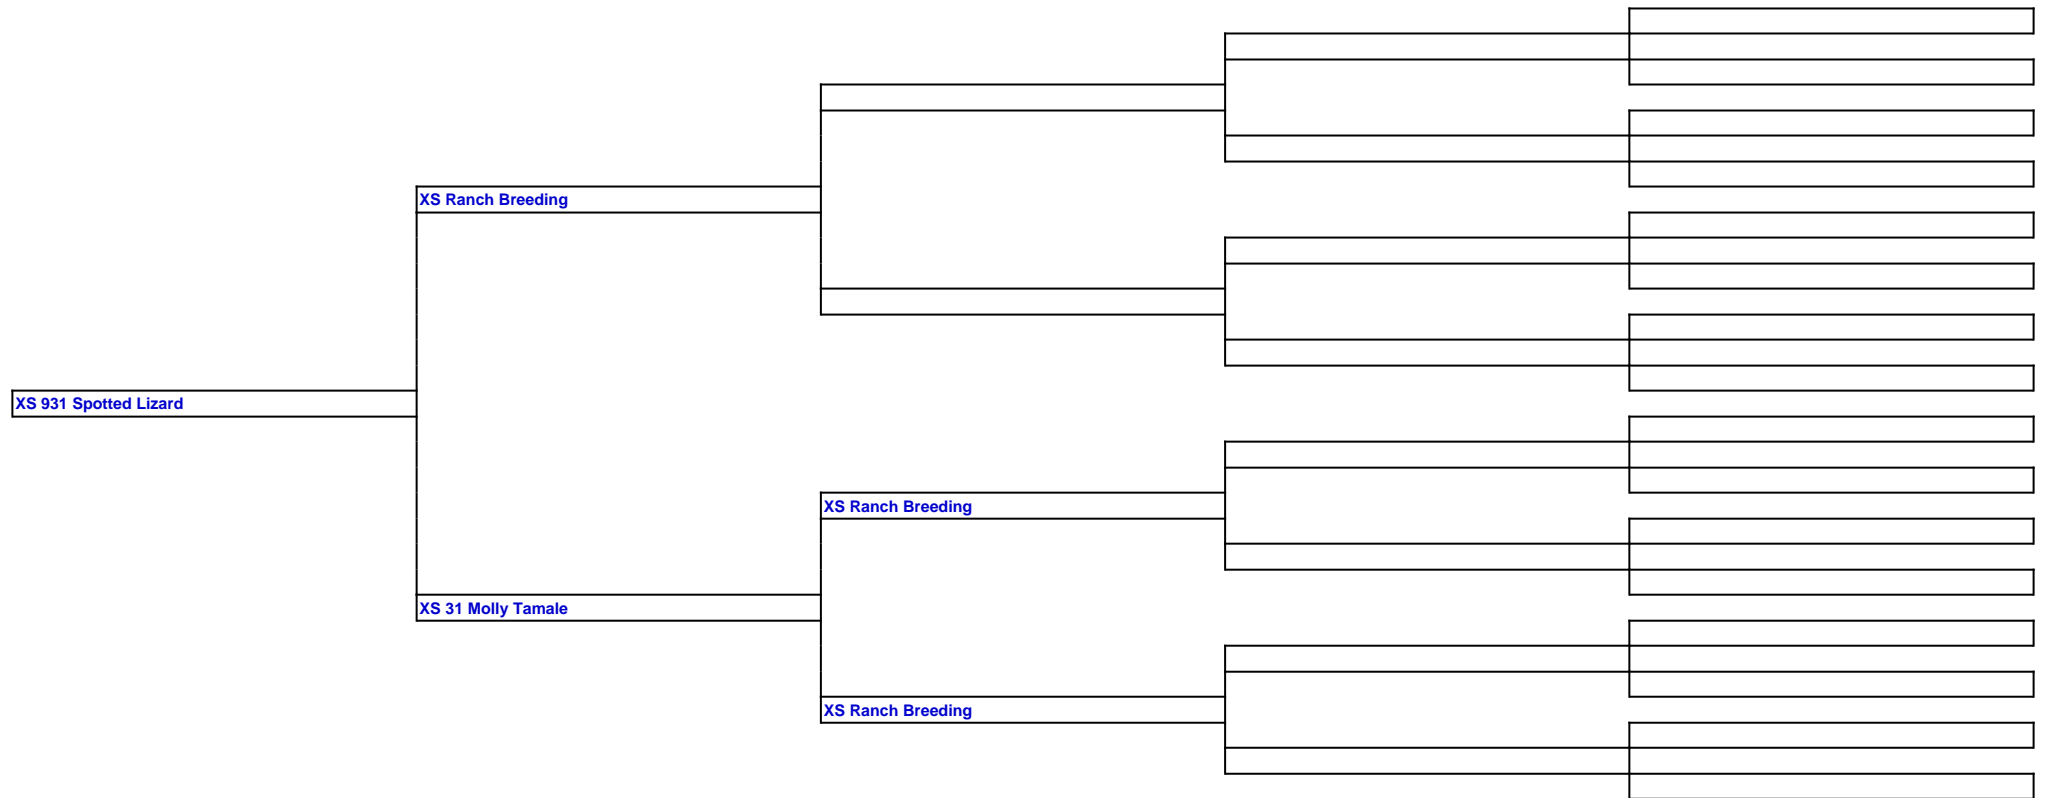 XS Ranch Breeding
XS 931 Spotted Lizard
XS Ranch Breeding
XS 31 Molly Tamale
XS Ranch Breeding